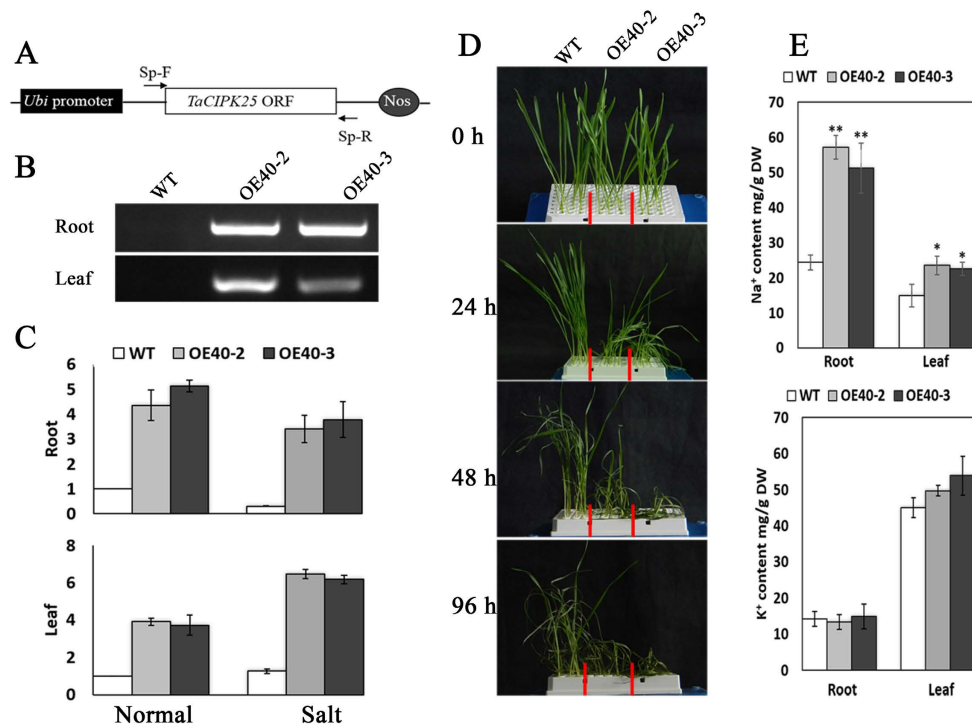 A
Sp-F
Ubi promoter
TaCIPK25 ORF
Nos
Sp-R
B
WT
OE40-2
OE40-3
Root
Leaf
C
WT OE40-2 OE40-3
Root
6
5
4
3
2
1
0
Leaf
8
6
4
2
0
Normal Salt
D
WT
OE40-2
OE40-3
0 h
24 h
48 h
96 h
E
WT OE40-2 OE40-3
Na+ content mg/g DW
70
60
50
40
30
20
10
0
** **
* *
Root Leaf
WT OE40-2 OE40-3
K+ content mg/g DW
70
60
50
40
30
20
10
0
Root Leaf